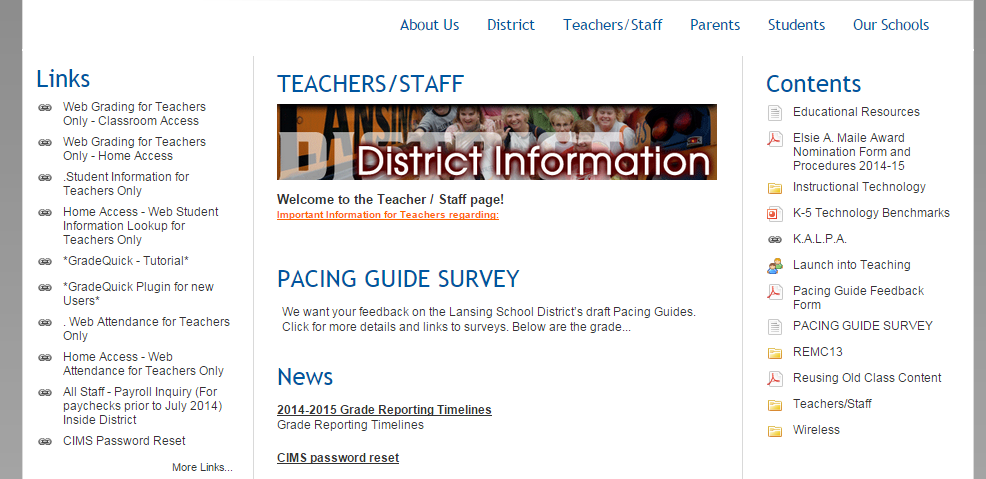 About Us District Teachers/Staff Parents Students Our Schools
Links
Web Grading for Teachers
Only - Classroom Access
Web Grading for Teachers
Only - Home Access
.Student Information for
Teachers Only
Home Access - Web Student
Information Lookup for
Teachers Only
*GradeQuick - Tutorial*
*GradeQuick Plugin for new
Users*
. Web Attendance for Teachers
Only
Home Access - Web
Attendance for Teachers Only
All Staff - Payroll Inquiry (For
paychecks prior to July 2014)
Inside District
CIMS Password Reset
More Links...
TEACHERS/STAFF
LANSING
District Information
Welcome to the Teacher / Staff page!
Important Information for Teachers regarding:
PACING GUIDE SURVEY
We want your feedback on the Lansing School District's draft Pacing Guides.
Click for more details and links to surveys. Below are the grade...
News
2014-2015 Grade Reporting Timelines
Grade Reporting Timelines
CIMS password reset
Contents
Educational Resources
Elsie A. Maile Award
Nomination Form and
Procedures 2014-15
Instructional Technology
K-5 Technology Benchmarks
K.A.L.P.A.
Launch into Teaching
Pacing Guide Feedback
Form
PACING GUIDE SURVEY
REMC13
Reusing Old Class Content
Teachers/Staff
Wireless